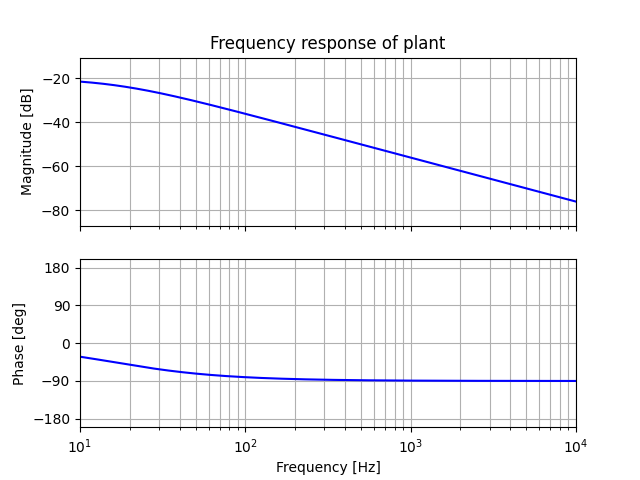 Frequency response of plant
Magnitude [dB]
−20
−40
−60
−80
Phase [deg]
180
90
0
−90
−180
10¹ 10² 10³ 10⁴
Frequency [Hz]